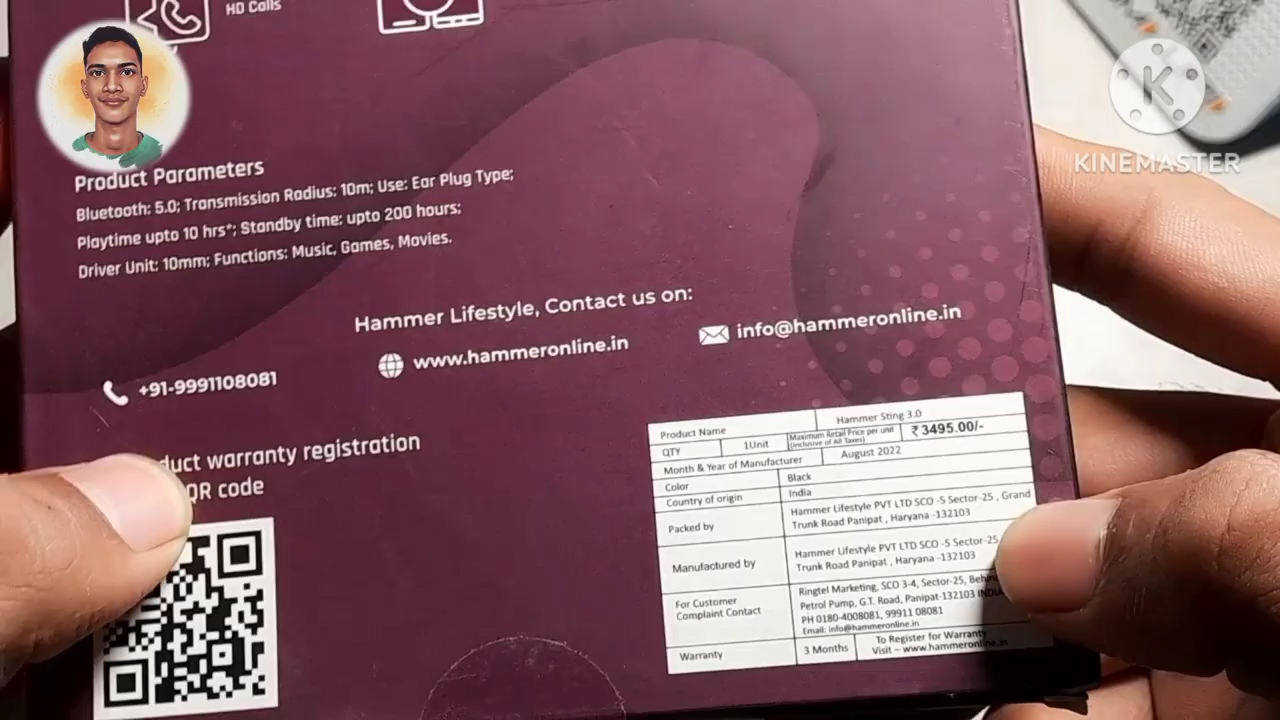 HD Calls
KINEMASTER
Product Parameters
Bluetooth: 5.0; Transmission Radius: 10m; Use: Ear Plug Type;
Playtime upto 10 hrs*; Standby time: upto 200 hours;
Driver Unit: 10mm; Functions: Music, Games, Movies.
Hammer Lifestyle, Contact us on:
+91-9991108081
www.hammeronline.in
info@hammeronline.in
duct warranty registration
QR code
Product Name Hammer Sting 3.0
QTY 1Unit Maximum Retail Price per unit (Inclusive of All Taxes) ₹ 3495.00/-
Month & Year of Manufacturer August 2022
Color Black
Country of origin India
Packed by Hammer Lifestyle PVT LTD SCO -5 Sector-25 , Grand
Trunk Road Panipat , Haryana -132103
Manufactured by Hammer Lifestyle PVT LTD SCO -5 Sector-25
Trunk Road Panipat , Haryana -132103
For Customer
Complaint Contact
Ringtel Marketing, SCO 3-4, Sector-25, Behind
Petrol Pump, G.T. Road, Panipat-132103 INDIA
PH 0180-4008081, 99911 08081
Email: info@hammeronline.in
Warranty 3 Months To Register for Warranty
Visit – www.hammeronline.in